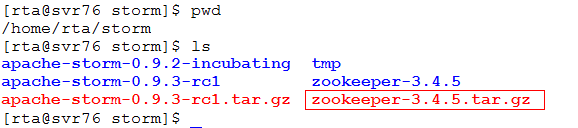 [rta@svr76 storm]$ pwd
/home/rta/storm
[rta@svr76 storm]$ ls
apache-storm-0.9.2-incubating  tmp
apache-storm-0.9.3-rc1         zookeeper-3.4.5
apache-storm-0.9.3-rc1.tar.gz  zookeeper-3.4.5.tar.gz
[rta@svr76 storm]$ _